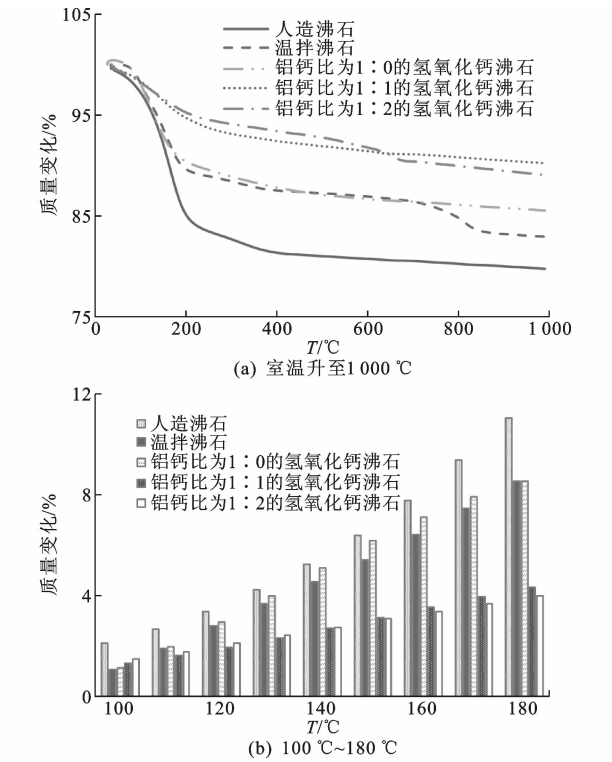 105
95
85
75
质量变化/%
人造沸石
温拌沸石
铝钙比为1∶0的氢氧化钙沸石
铝钙比为1∶1的氢氧化钙沸石
铝钙比为1∶2的氢氧化钙沸石
0 200 400 600 800 1 000
T/℃
(a) 室温升至1 000 ℃
12
8
4
0
质量变化/%
人造沸石
温拌沸石
铝钙比为1∶0的氢氧化钙沸石
铝钙比为1∶1的氢氧化钙沸石
铝钙比为1∶2的氢氧化钙沸石
100 120 140 160 180
T/℃
(b) 100 ℃~180 ℃